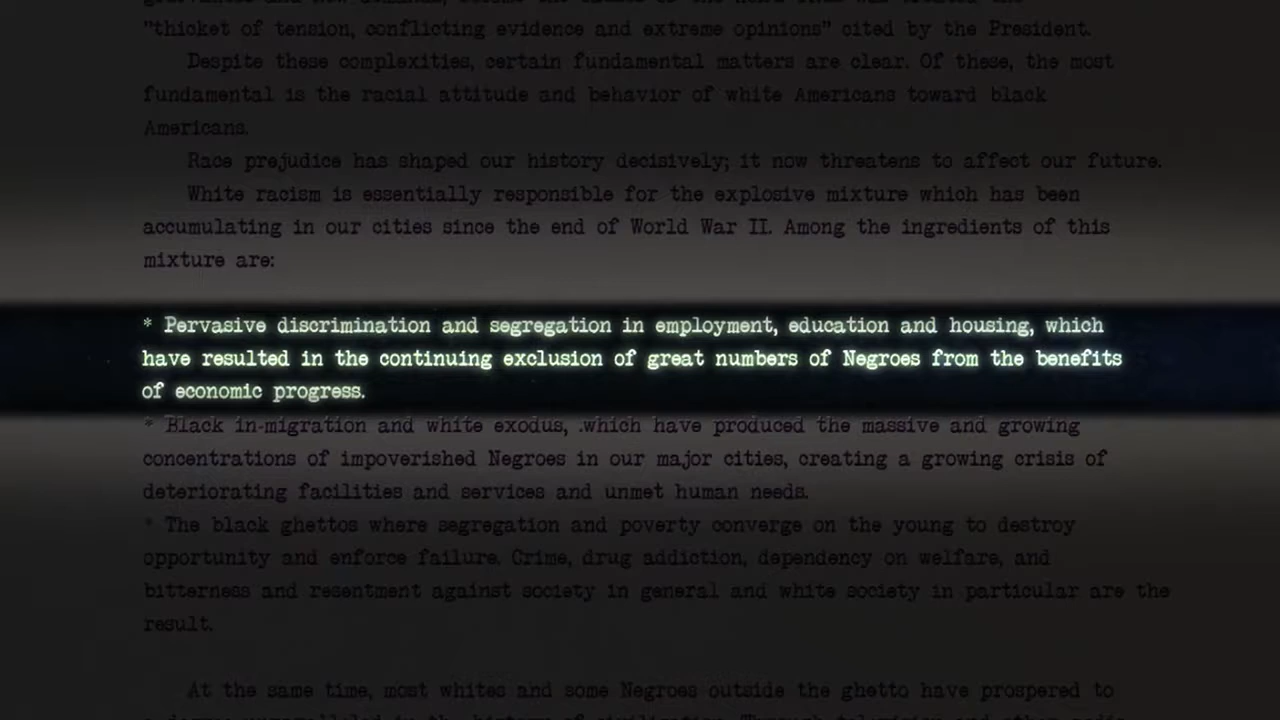 "thicket of tension, conflicting evidence and extreme opinions" cited by the President.
Despite these complexities, certain fundamental matters are clear. Of these, the most
fundamental is the racial attitude and behavior of white Americans toward black
Americans.
Race prejudice has shaped our history decisively; it now threatens to affect our future.
White racism is essentially responsible for the explosive mixture which has been
accumulating in our cities since the end of World War II. Among the ingredients of this
mixture are:
* Pervasive discrimination and segregation in employment, education and housing, which
have resulted in the continuing exclusion of great numbers of Negroes from the benefits
of economic progress.
* Black in-migration and white exodus, .which have produced the massive and growing
concentrations of impoverished Negroes in our major cities, creating a growing crisis of
deteriorating facilities and services and unmet human needs.
* The black ghettos where segregation and poverty converge on the young to destroy
opportunity and enforce failure. Crime, drug addiction, dependency on welfare, and
bitterness and resentment against society in general and white society in particular are the
result.
At the same time, most whites and some Negroes outside the ghetto have prospered to